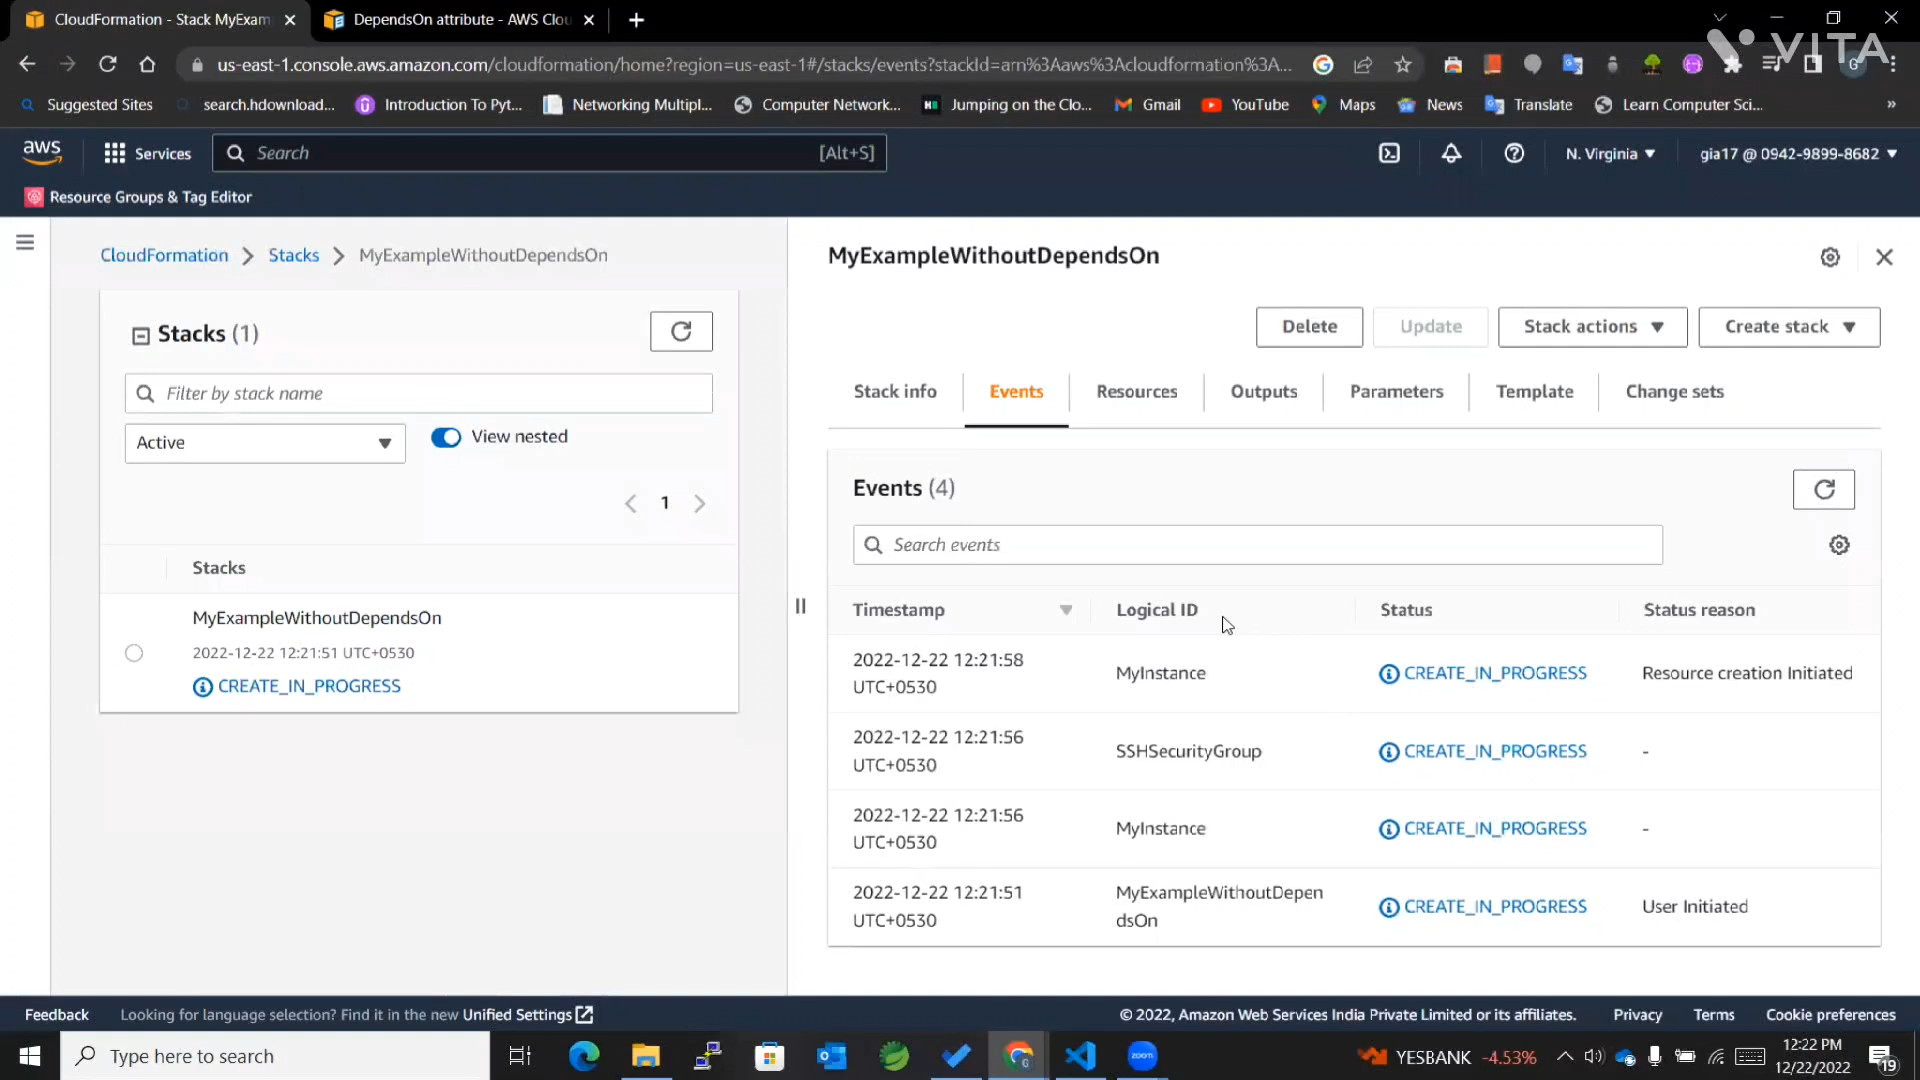 CloudFormation - Stack MyExam
DependsOn attribute - AWS Clou
VITA
us-east-1.console.aws.amazon.com/cloudformation/home?region=us-east-1#/stacks/events?stackId=arn%3Aaws%3Acloudformation%3A...
G
Suggested Sites
search.hdownload...
Introduction To Pyt...
Networking Multipl...
Computer Network...
Jumping on the Clo...
Gmail
YouTube
Maps
News
Translate
Learn Computer Sci...
»
aws
Services
Search
[Alt+S]
N. Virginia
gia17 @ 0942-9899-8682
Resource Groups & Tag Editor
CloudFormation
Stacks
MyExampleWithoutDependsOn
Stacks (1)
Filter by stack name
Active
View nested
1
Stacks
MyExampleWithoutDependsOn
2022-12-22 12:21:51 UTC+0530
CREATE_IN_PROGRESS
MyExampleWithoutDependsOn
Delete
Update
Stack actions
Create stack
Stack info
Events
Resources
Outputs
Parameters
Template
Change sets
Events (4)
Search events
Timestamp
Logical ID
Status
Status reason
2022-12-22 12:21:58
UTC+0530
MyInstance
CREATE_IN_PROGRESS
Resource creation Initiated
2022-12-22 12:21:56
UTC+0530
SSHSecurityGroup
CREATE_IN_PROGRESS
-
2022-12-22 12:21:56
UTC+0530
MyInstance
CREATE_IN_PROGRESS
-
2022-12-22 12:21:51
UTC+0530
MyExampleWithoutDepen
dsOn
CREATE_IN_PROGRESS
User Initiated
Feedback
Looking for language selection? Find it in the new Unified Settings
© 2022, Amazon Web Services India Private Limited or its affiliates.
Privacy
Terms
Cookie preferences
Type here to search
zoom
YESBANK -4.53%
12:22 PM
12/22/2022
19